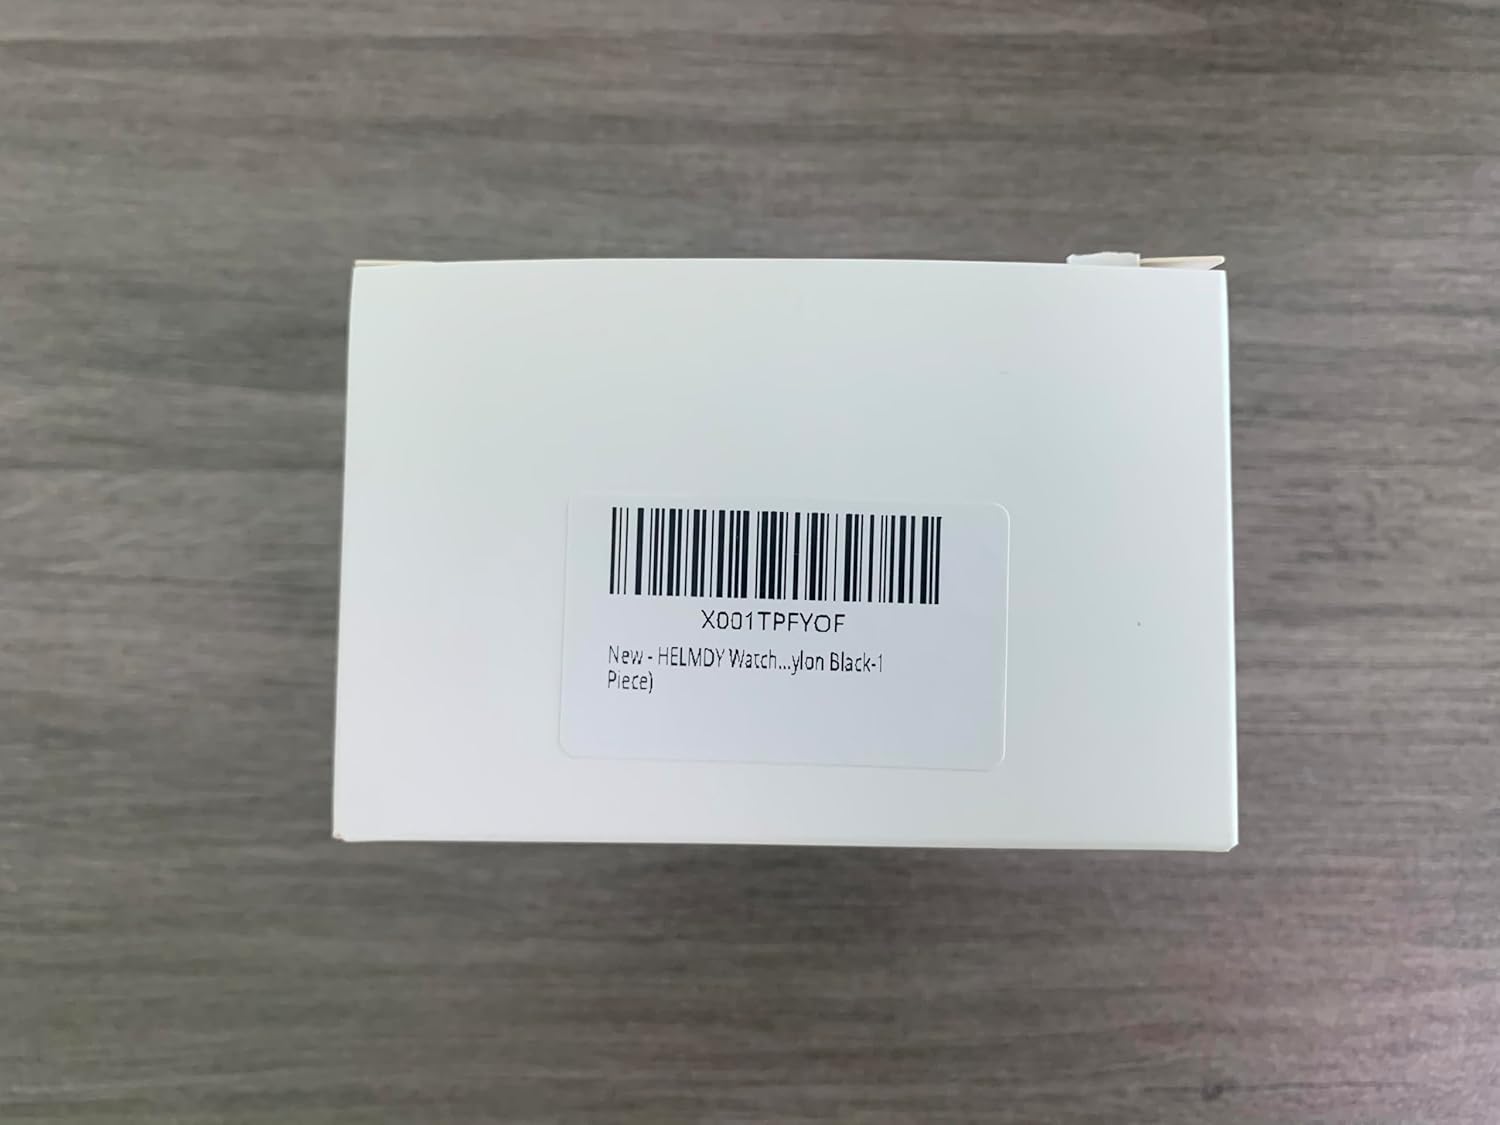 X001TPFYOF
New - HELMDY Watch...ylon Black-1
Piece)